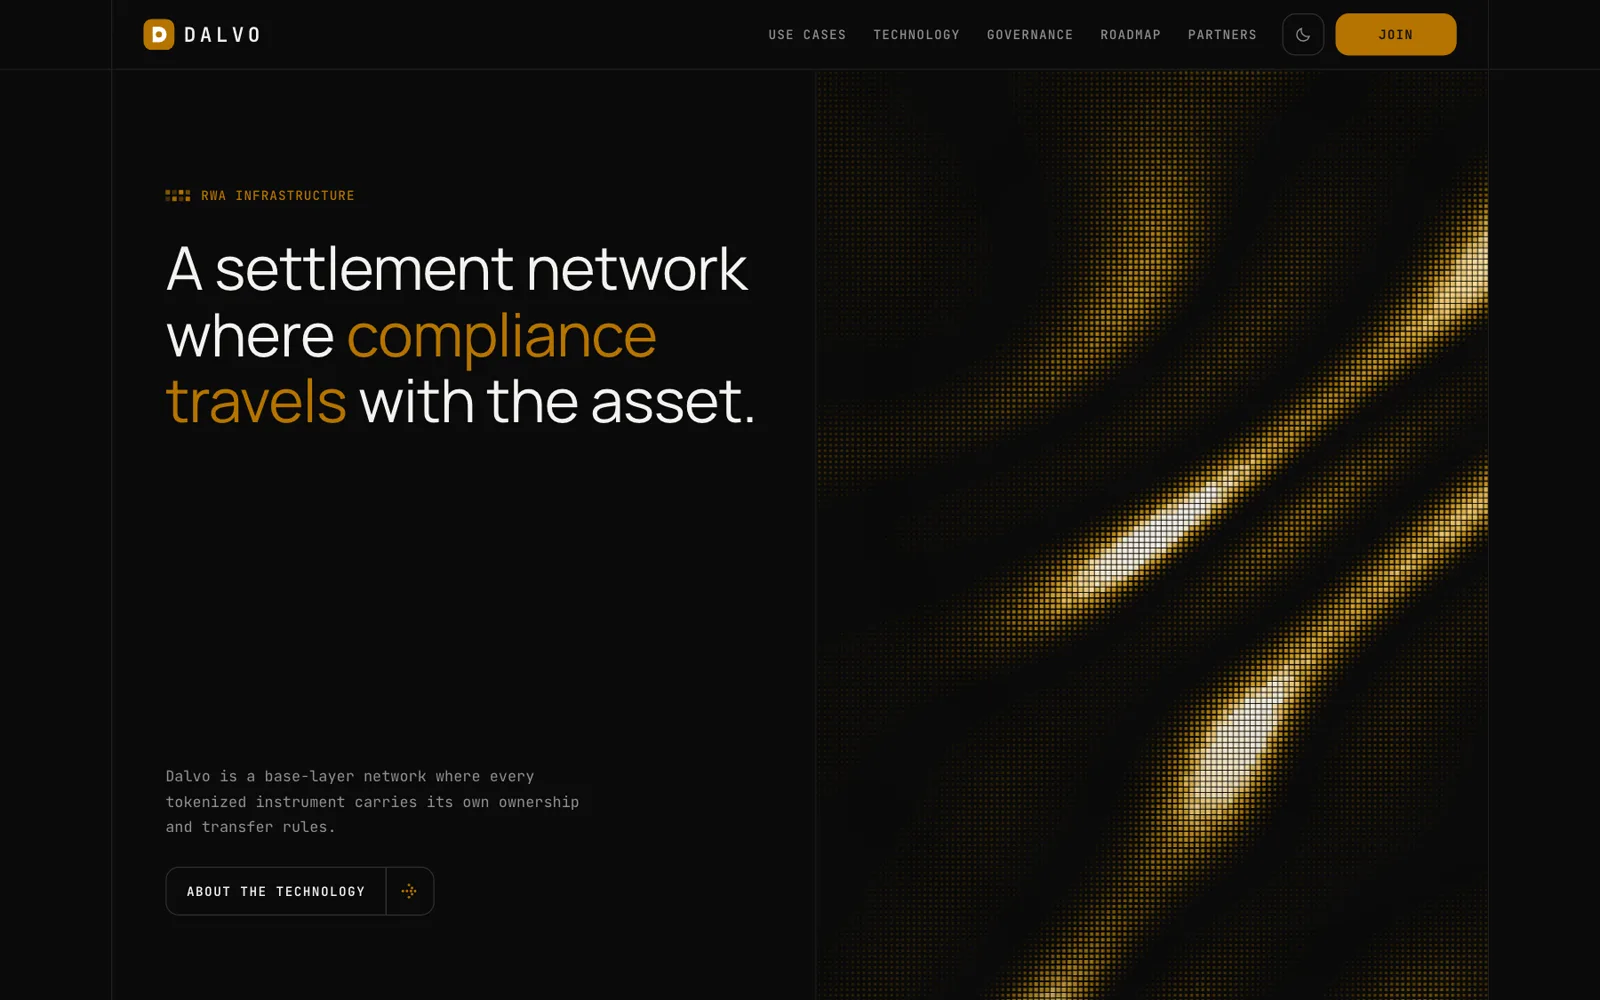 DALVO
USE CASES
TECHNOLOGY
GOVERNANCE
ROADMAP
PARTNERS
JOIN
RWA INFRASTRUCTURE
A settlement network
where compliance
travels with the asset.
Dalvo is a base-layer network where every
tokenized instrument carries its own ownership
and transfer rules.
ABOUT THE TECHNOLOGY